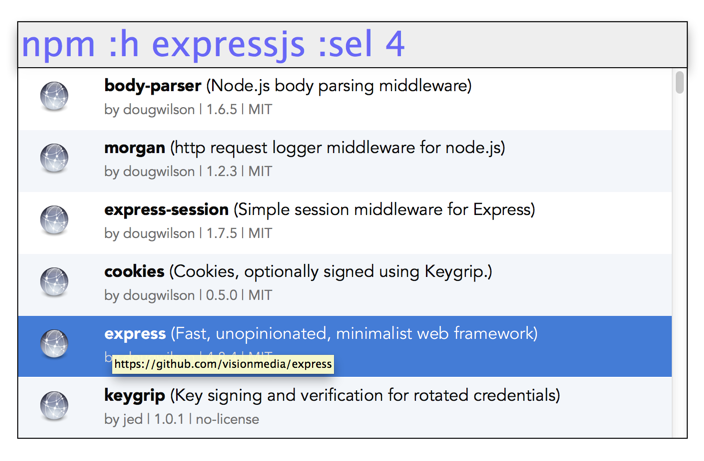 npm :h expressjs :sel 4
body-parser (Node.js body parsing middleware)
by dougwilson | 1.6.5 | MIT
morgan (http request logger middleware for node.js)
by dougwilson | 1.2.3 | MIT
express-session (Simple session middleware for Express)
by dougwilson | 1.7.5 | MIT
cookies (Cookies, optionally signed using Keygrip.)
by dougwilson | 0.5.0 | MIT
express (Fast, unopinionated, minimalist web framework)
https://github.com/visionmedia/express
keygrip (Key signing and verification for rotated credentials)
by jed | 1.0.1 | no-license